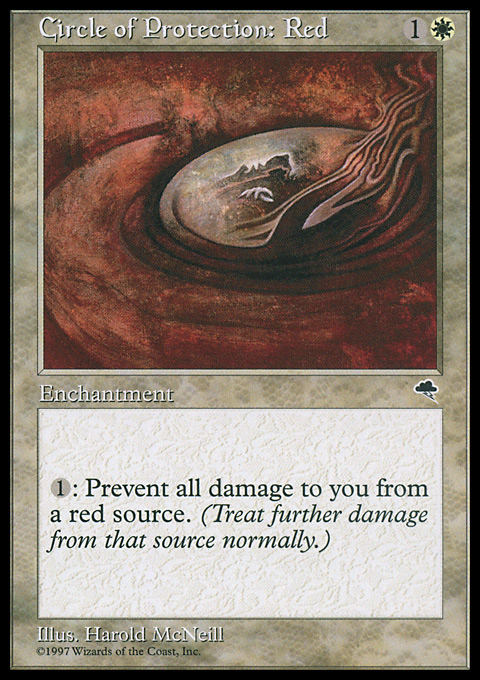 Circle of Protection: Red 1
Enchantment
1: Prevent all damage to you from
a red source. (Treat further damage
from that source normally.)
Illus. Harold McNeill
©1997 Wizards of the Coast, Inc.